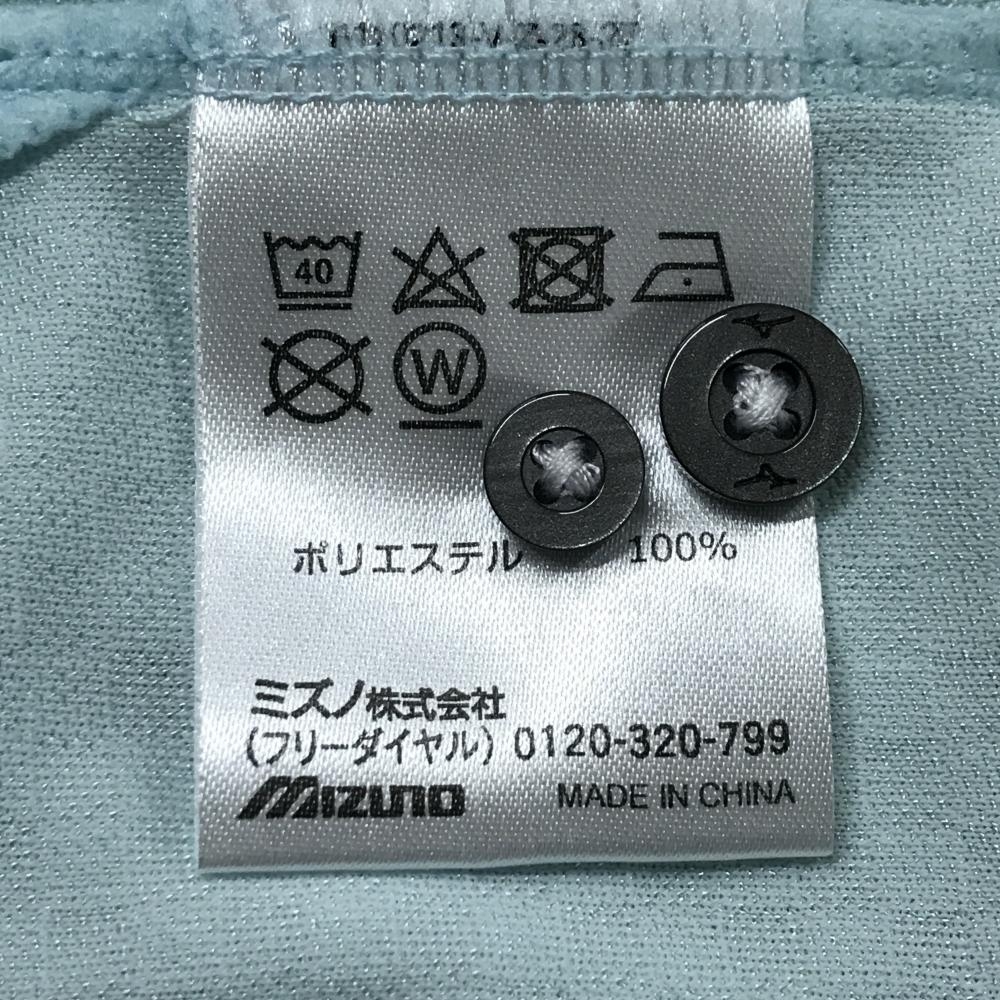 40
W
ポリエステル 100%
ミズノ株式会社
(フリーダイヤル) 0120-320-799
MIZUNO
MADE IN CHINA